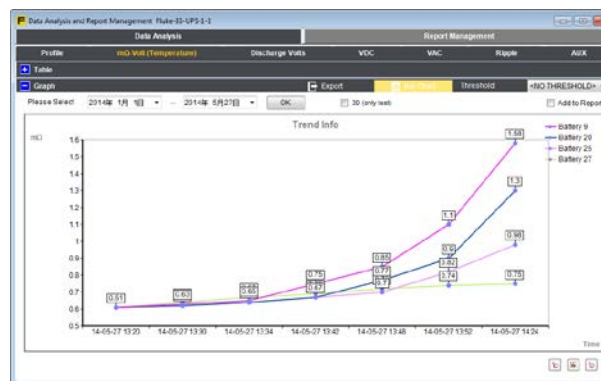 Data Analysis and Report Management Fluke-33-UPS-1-1
Data Analysis Report Management
Profile mΩ-Volt (Temperature) Discharge Volts VDC VAC Ripple AUX
Table
Graph Export Threshold <NO THRESHOLD>
Please Select 2014年 1月 1日 – 2014年 5月27日 OK 3D (only test) Add to Report
Trend Info
mΩ
Battery 9
Battery 20
Battery 25
Battery 27
1.6
1.5
1.4
1.3
1.2
1.1
1
0.9
0.8
0.7
0.6
0.5
0.61
0.63
0.65
0.75
0.67
0.85
0.77
0.7
1.1
0.9
3.82
3.74
1.58
1.3
0.98
0.75
14-05-27 13:23 14-05-27 13:30 14-05-27 13:34 14-05-27 13:42 14-05-27 13:48 14-05-27 13:52 14-05-27 14:24
Time